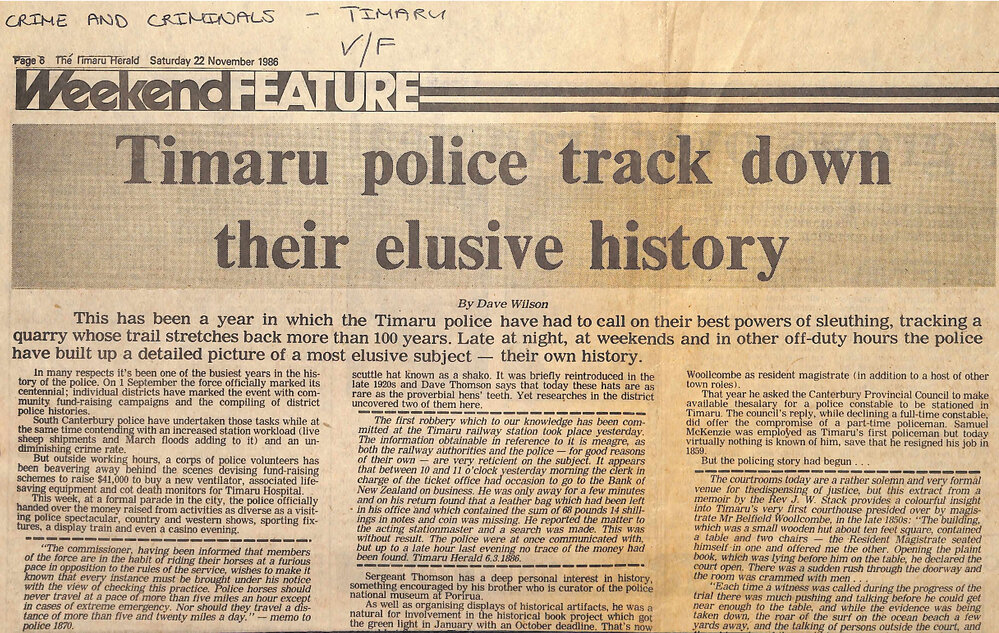 CRIME AND CRIMINALS - TIMARU
V/F
Page 6 The Timaru Herald Saturday 22 November 1986
Weekend FEATURE
Timaru police track down
their elusive history
By Dave Wilson
This has been a year in which the Timaru police have had to call on their best powers of sleuthing, tracking a
quarry whose trail stretches back more than 100 years. Late at night, at weekends and in other off-duty hours the police
have built up a detailed picture of a most elusive subject — their own history.
In many respects it's been one of the busiest years in the his-
tory of the police. On 1 September the force officially marked its
centennial; individual districts have marked the event with com-
munity fund-raising campaigns and the compiling of district
police histories.
South Canterbury police have undertaken those tasks while at
the same time contending with an increased station workload (live
sheep shipments and March floods adding to it) and an un-
diminishing crime rate.
But outside working hours, a corps of police volunteers has
been beavering away behind the scenes devising fund-raising
schemes to raise $41,000 to buy a new ventilator, associated life-
saving equipment and cot death monitors for Timaru Hospital.
This week, at a formal parade in the city, the police officially
handed over the money raised from activities as diverse as a visit-
ing police spectacular, country and western shows, sporting fix-
tures, a display train and even a casino evening.
"The commissioner, having been informed that members
of the force are in the habit of riding their horses at a furious
pace in opposition to the rules of the service, wishes to make it
known that every instance must be brought under his notice
with the view of checking this practice. Police horses should
never travel at a pace of more than five miles an hour except
in cases of extreme emergency. Nor should they travel a dis-
tance of more than five and twenty miles a day." — memo to
police 1870.
scuttle hat known as a shako. It was briefly reintroduced in the
late 1920s and Dave Thomson says that today these hats are as
rare as the proverbial hens' teeth. Yet researches in the district
uncovered two of them here.
The first robbery which to our knowledge has been com-
mitted at the Timaru railway station took place yesterday.
The information obtainable in reference to it is meagre, as
both the railway authorities and the police — for good reasons
of their own — are very reticient on the subject. It appears
that between 10 and 11 o'clock yesterday morning the clerk in
charge of the ticket office had occasion to go to the Bank of
New Zealand on business. He was only away for a few minutes
and on his return found that a leather bag which had been left
in his office and which contained the sum of 68 pounds 14 shill-
ings in notes and coin was missing. He reported the matter to
the acting stationmaster and a search was made. This was
without result. The police were at once communicated with,
but up to a late hour last evening no trace of the money had
been found. Timaru Herald 6.3.1886.
Sergeant Thomson has a deep personal interest in history,
something encouraged by his brother who is curator of the police
national museum at Porirua.
As well as organising displays of historical artifacts, he was a
natural for involvement in the historical book project which got
the green light in January with an October deadline. That's now
Woollcombe as resident magistrate (in addition to a host of other
town roles).
That year he asked the Canterbury Provincial Council to make
available thesalary for a police constable to be stationed in
Timaru. The council's reply, while declining a full-time constable,
did offer the compromise of a part-time policeman. Samuel
McKenzie was employed as Timaru's first policeman but today
virtually nothing is known of him, save that he resigned his job in
1859.
But the policing story had begun . . .
The courtrooms today are a rather solemn and very formal
venue for thedispensing of justice, but this extract from a
memoir by the Rev J. W. Stack provides a colourful insight
into Timaru's very first courthouse presided over by magis-
trate Mr Belfield Woollcombe, in the late 1850s: "The building,
which was a small wooden hut about ten feet square, contained
a table and two chairs — the Resident Magistrate seated
himself in one and offered me the other. Opening the plaint
book, which was lying before him on the table, he declared the
court open. There was a sudden rush through the doorway and
the room was crammed with men . . .
"Each time a witness was called during the progress of the
trial there was much pushing and talking before he could get
near enough to the table, and while the evidence was being
taken down, the roar of the surf on the ocean beach a few
yards away, and the talking of persons outside the court, and